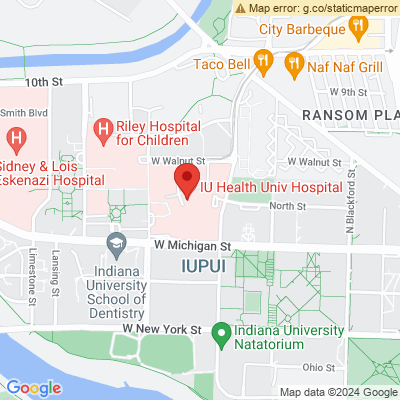 Map error: g.co/staticmaperror
City Barbeque
Taco Bell
Naf Naf Grill
10th St
W 9th St
Smith Blvd
RANSOM PLA
Riley Hospital
for Children
W Walnut St
W Walnut St
Sidney & Lois
Eskenazi Hospital
IU Health Univ Hospital
North St
N Blackford St
W Michigan St
IUPUI
Indiana
University
School of
Dentistry
Limestone St
Lansing St
W New York St
Indiana University
Natatorium
Ohio St
Google
Map data ©2024 Google